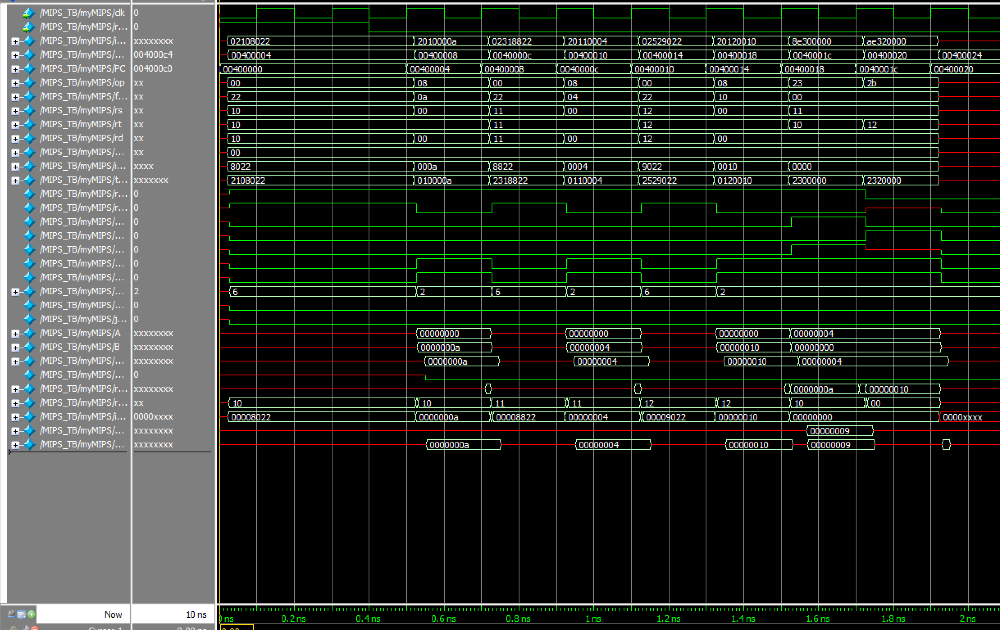 /MIPS_TB/myMIPS/clk 0
/MIPS_TB/myMIPS/r... 0
/MIPS_TB/myMIPS/i... xxxxxxxx 02108022 2010000a 02318822 20110004 02529022 20120010 8e300000 ae320000
/MIPS_TB/myMIPS/... 004000c4 00400004 00400008 0040000c 00400010 00400014 00400018 0040001c 00400020 00400024
/MIPS_TB/myMIPS/PC 004000c0 00400000 00400004 00400008 0040000c 00400010 00400014 00400018 0040001c 00400020
/MIPS_TB/myMIPS/op xx 00 08 00 08 00 08 23 2b
/MIPS_TB/myMIPS/f... xx 22 0a 22 04 22 10 00
/MIPS_TB/myMIPS/rs xx 10 00 11 00 12 00 11
/MIPS_TB/myMIPS/rt xx 10 11 12 10 12
/MIPS_TB/myMIPS/rd xx 10 00 11 00 12 00
/MIPS_TB/myMIPS/... xx 00
/MIPS_TB/myMIPS/i... xxxx 8022 000a 8822 0004 9022 0010 0000
/MIPS_TB/myMIPS/t... xxxxxxx 2108022 010000a 2318822 0110004 2529022 0120010 2300000 2320000
/MIPS_TB/myMIPS/r... 0
/MIPS_TB/myMIPS/r... 0
/MIPS_TB/myMIPS/... 0
/MIPS_TB/myMIPS/... 0
/MIPS_TB/myMIPS/... 0
/MIPS_TB/myMIPS/... 0
/MIPS_TB/myMIPS/... 0
/MIPS_TB/myMIPS/... 2 6 2 6 2 6 2
/MIPS_TB/myMIPS/... 0
/MIPS_TB/myMIPS/j... 0
/MIPS_TB/myMIPS/A xxxxxxxx 00000000 00000000 00000000 00000004
/MIPS_TB/myMIPS/B xxxxxxxx 0000000a 00000004 00000010 00000000
/MIPS_TB/myMIPS/... xxxxxxxx 0000000a 00000004 00000010 00000004
/MIPS_TB/myMIPS/... 0
/MIPS_TB/myMIPS/r... xxxxxxxx 0000000a 00000010
/MIPS_TB/myMIPS/r... xx 10 10 11 11 12 12 10 00
/MIPS_TB/myMIPS/i... 0000xxxx 00008022 0000000a 00008822 00000004 00009022 00000010 00000000 0000xxxx
/MIPS_TB/myMIPS/... xxxxxxxx 00000009
/MIPS_TB/myMIPS/... xxxxxxxx 0000000a 00000004 00000010 00000009
Now 10 ns ns 0.2 ns 0.4 ns 0.6 ns 0.8 ns 1 ns 1.2 ns 1.4 ns 1.6 ns 1.8 ns 2 ns